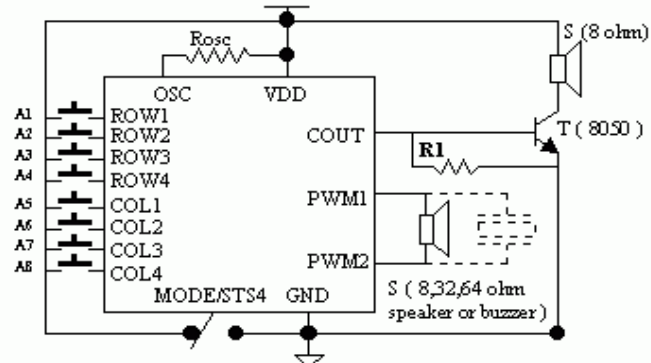 S (8 ohm)
Rosc
OSC
VDD
A1 ROW1
A2 ROW2
A3 ROW3
A4 ROW4
A5 COL1
A6 COL2
A7 COL3
A8 COL4
COUT
T ( 8050 )
R1
PWM1
PWM2
MODE/STS4
GND
S ( 8,32,64 ohm
speaker or buzzer )